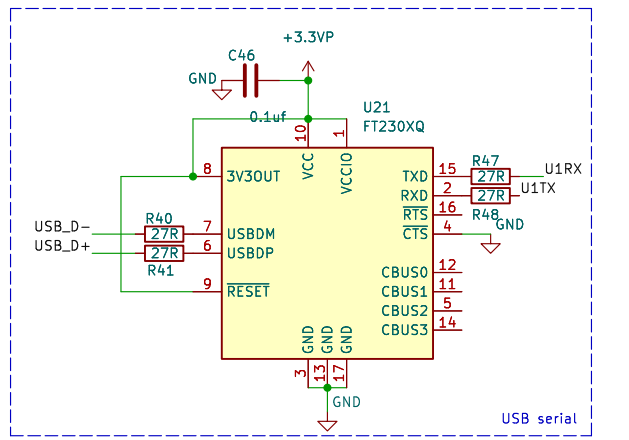 +3.3VP
C46
GND
0.1uf
U21
FT230XQ
10
1
VCC
VCCIO
8
3V3OUT
TXD
15
R47
27R
U1RX
RXD
2
27R
U1TX
R48
RTS
16
CTS
4
GND
USB_D-
R40
27R
7
USBDM
USB_D+
27R
R41
6
USBDP
9
RESET
CBUS0
12
CBUS1
11
CBUS2
5
CBUS3
14
GND
GND
GND
3
13
17
GND
USB serial